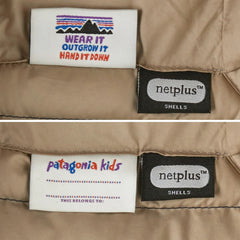 WEAR IT
OUTGROW IT
HAND IT DOWN
netplus™
SHELLS
patagonia kids
THIS BELONGS TO:
netplus™
SHELLS